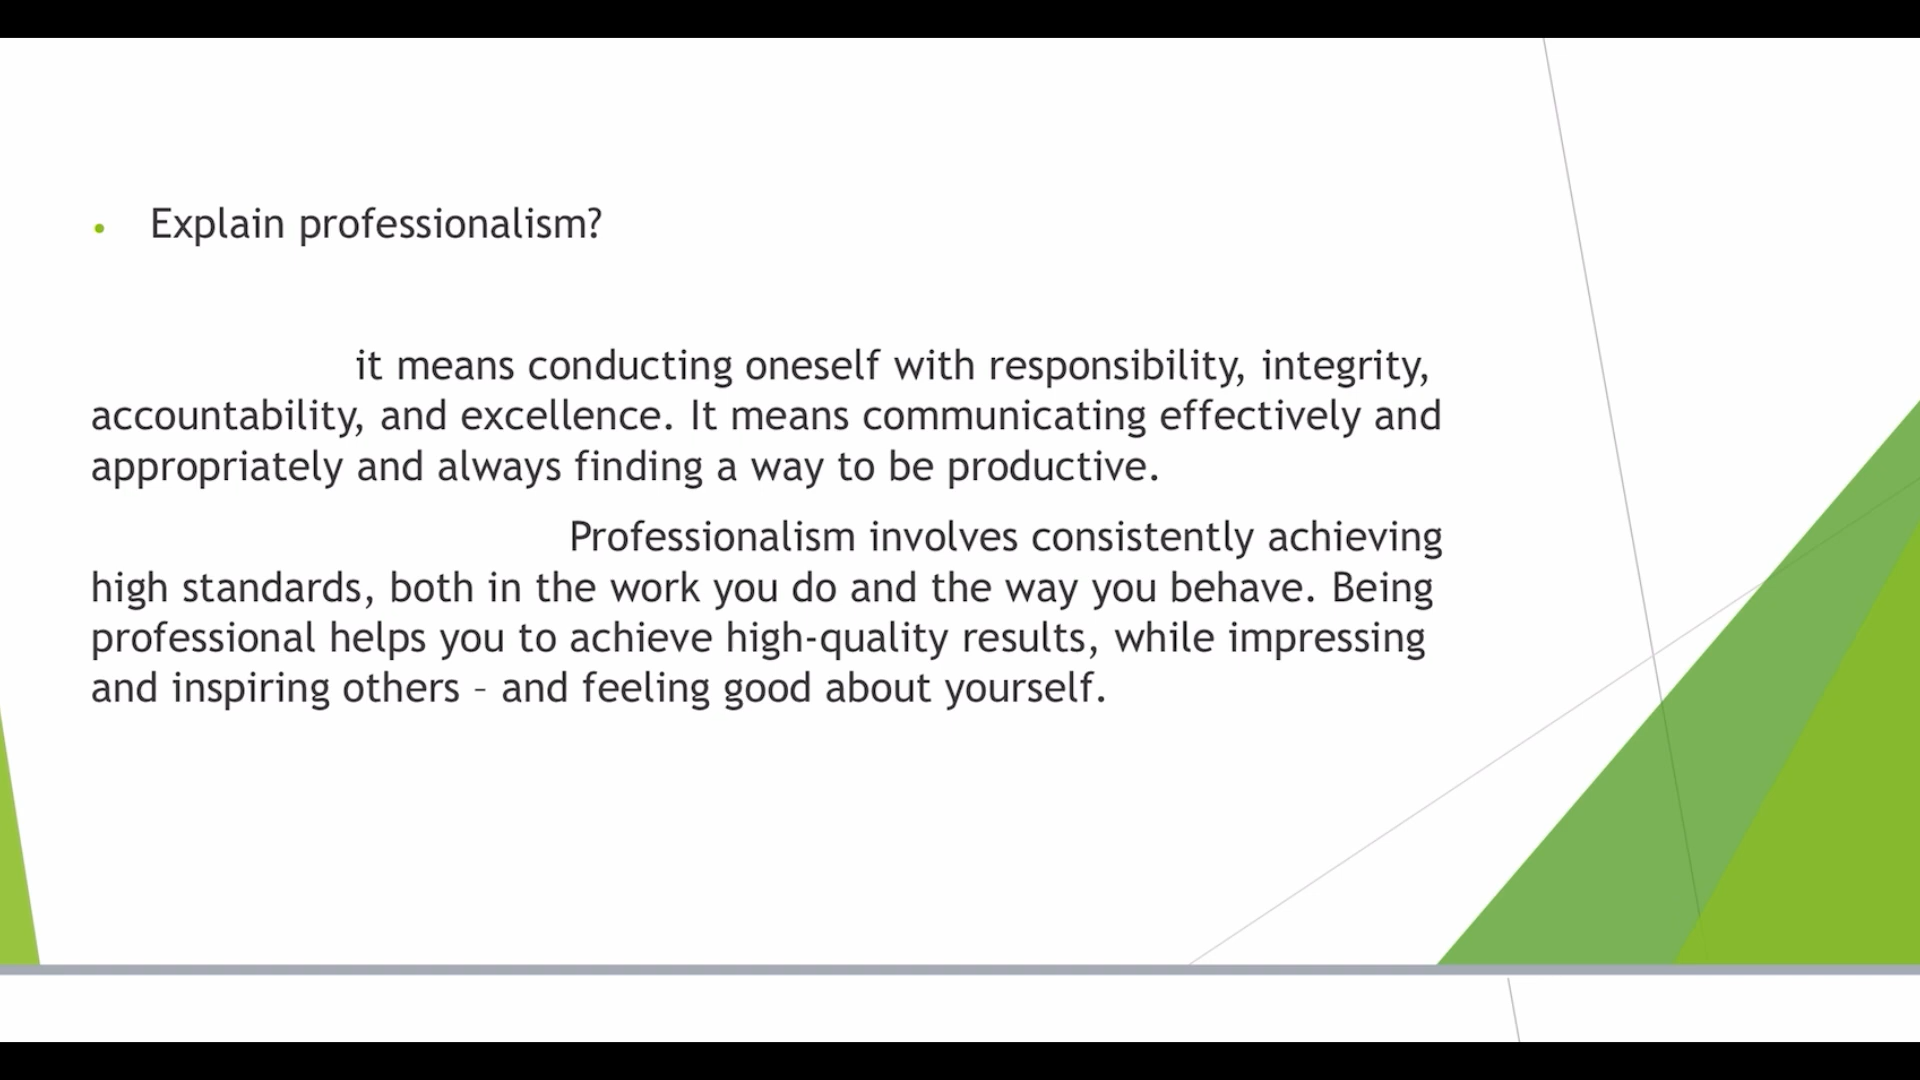 • Explain professionalism?
it means conducting oneself with responsibility, integrity,
accountability, and excellence. It means communicating effectively and
appropriately and always finding a way to be productive.
Professionalism involves consistently achieving
high standards, both in the work you do and the way you behave. Being
professional helps you to achieve high-quality results, while impressing
and inspiring others – and feeling good about yourself.